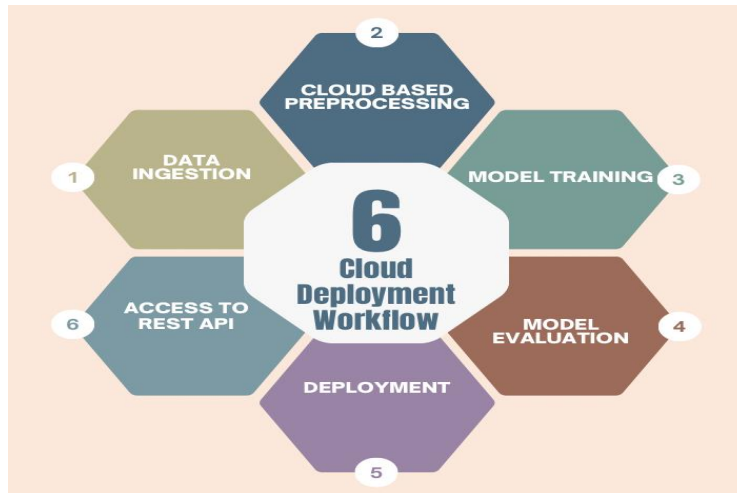 2
CLOUD BASED
PREPROCESSING
1
DATA
INGESTION
3
MODEL TRAINING
6
Cloud
Deployment
Workflow
6
ACCESS TO
REST API
4
MODEL
EVALUATION
DEPLOYMENT
5